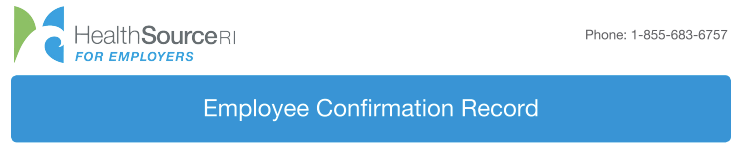 HealthSourceRI
FOR EMPLOYERS
Phone: 1-855-683-6757
Employee Confirmation Record